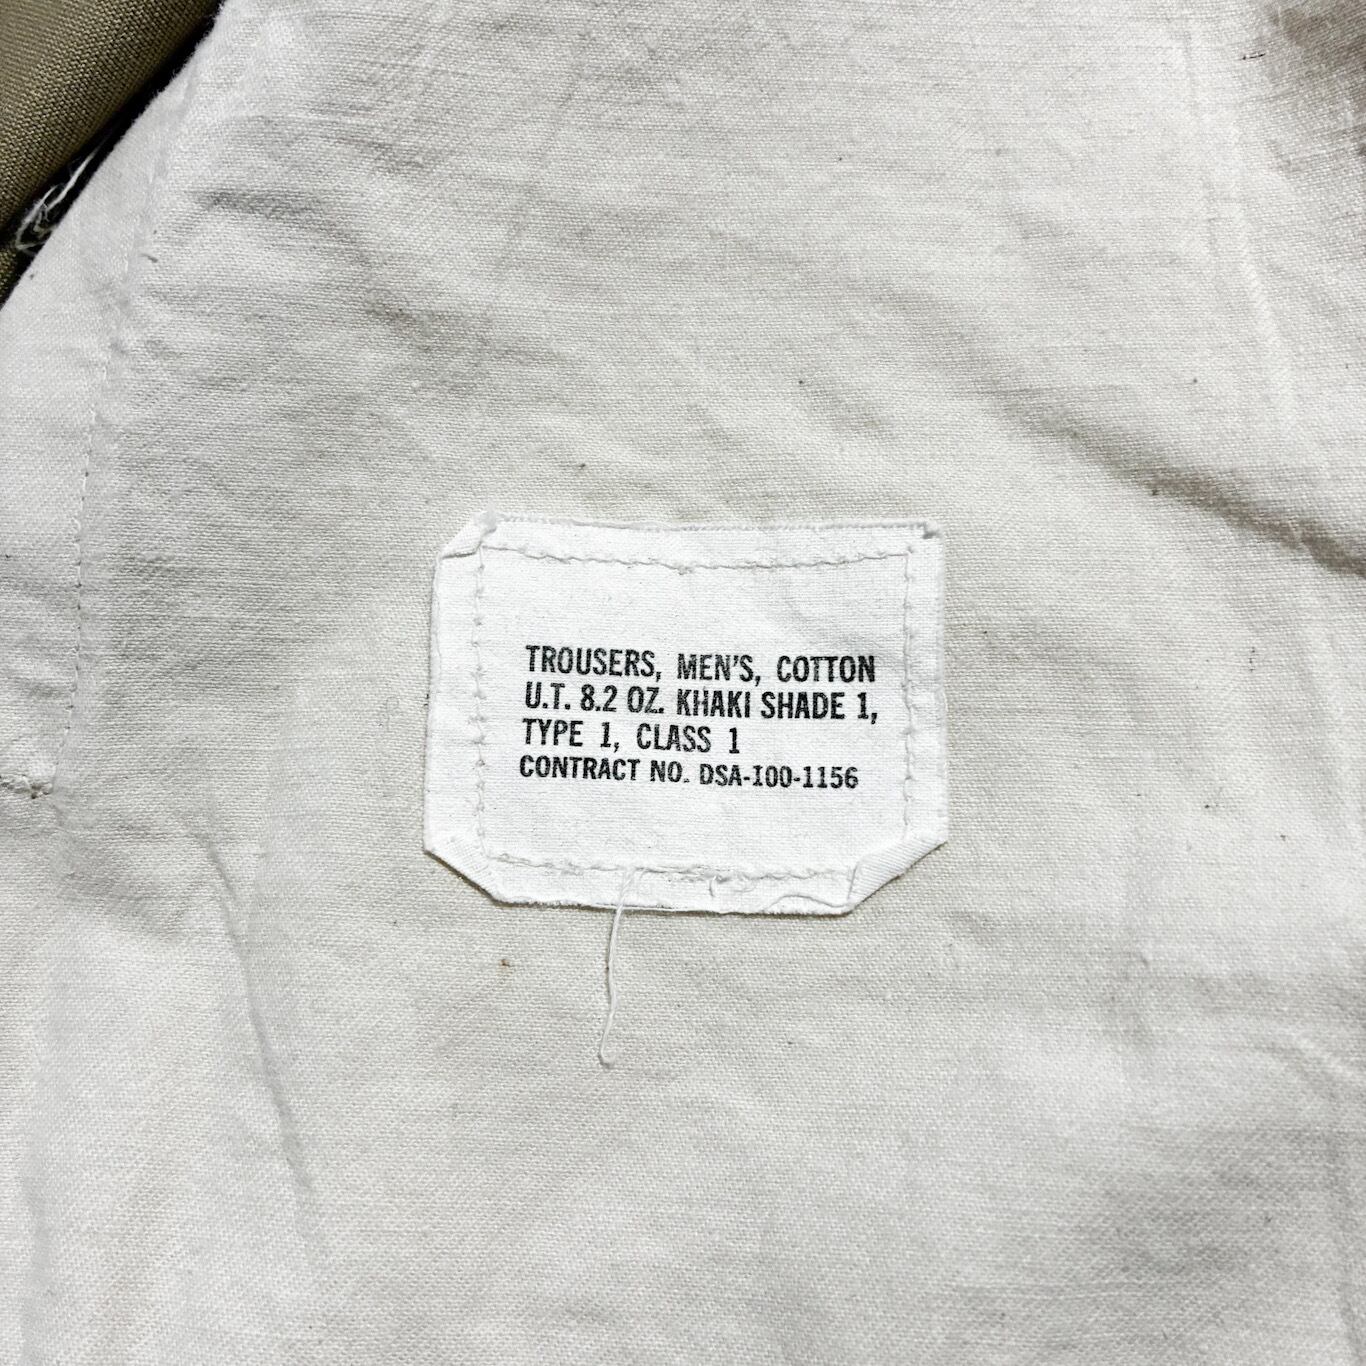 TROUSERS, MEN'S, COTTON
U.T. 8.2 OZ. KHAKI SHADE 1,
TYPE 1, CLASS 1
CONTRACT NO. DSA-100-1156